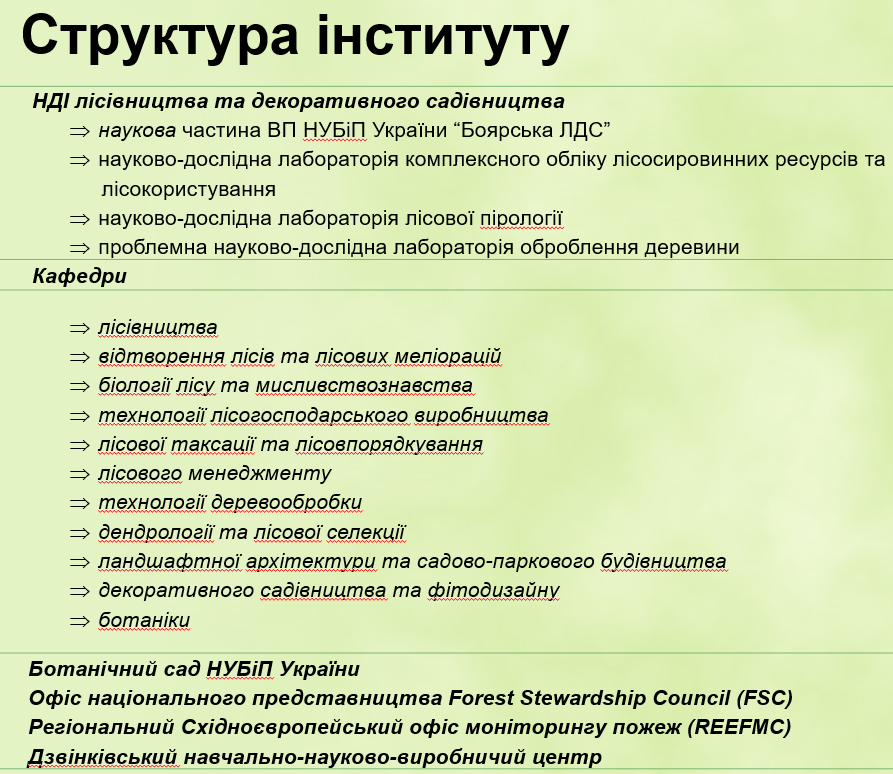 Структура інституту
НДІ лісівництва та декоративного садівництва
⇒ наукова частина ВП НУБіП України “Боярська ЛДС”
⇒ науково-дослідна лабораторія комплексного обліку лісосировинних ресурсів та
лісокористування
⇒ науково-дослідна лабораторія лісової пірології
⇒ проблемна науково-дослідна лабораторія оброблення деревини
Кафедри
⇒ лісівництва
⇒ відтворення лісів та лісових меліорацій
⇒ біології лісу та мисливствознавства
⇒ технології лісогосподарського виробництва
⇒ лісової таксації та лісовпорядкування
⇒ лісового менеджменту
⇒ технології деревообробки
⇒ дендрології та лісової селекції
⇒ ландшафтної архітектури та садово-паркового будівництва
⇒ декоративного садівництва та фітодизайну
⇒ ботаніки
Ботанічний сад НУБіП України
Офіс національного представництва Forest Stewardship Council (FSC)
Регіональний Східноєвропейський офіс моніторингу пожеж (REEFMC)
Дзвінківський навчально-науково-виробничий центр